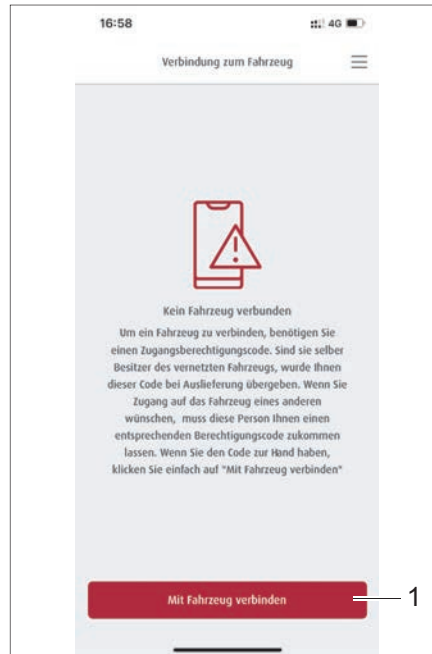 16:58 4G
Verbindung zum Fahrzeug
Kein Fahrzeug verbunden
Um ein Fahrzeug zu verbinden, benötigen Sie
einen Zugangsberechtigungscode. Sind sie selber
Besitzer des vernetzten Fahrzeugs, wurde Ihnen
dieser Code bei Auslieferung übergeben. Wenn Sie
Zugang auf das Fahrzeug eines anderen
wünschen, muss diese Person Ihnen einen
entsprechenden Berechtigungscode zukommen
lassen. Wenn Sie den Code zur Hand haben,
klicken Sie einfach auf "Mit Fahrzeug verbinden"
Mit Fahrzeug verbinden 1